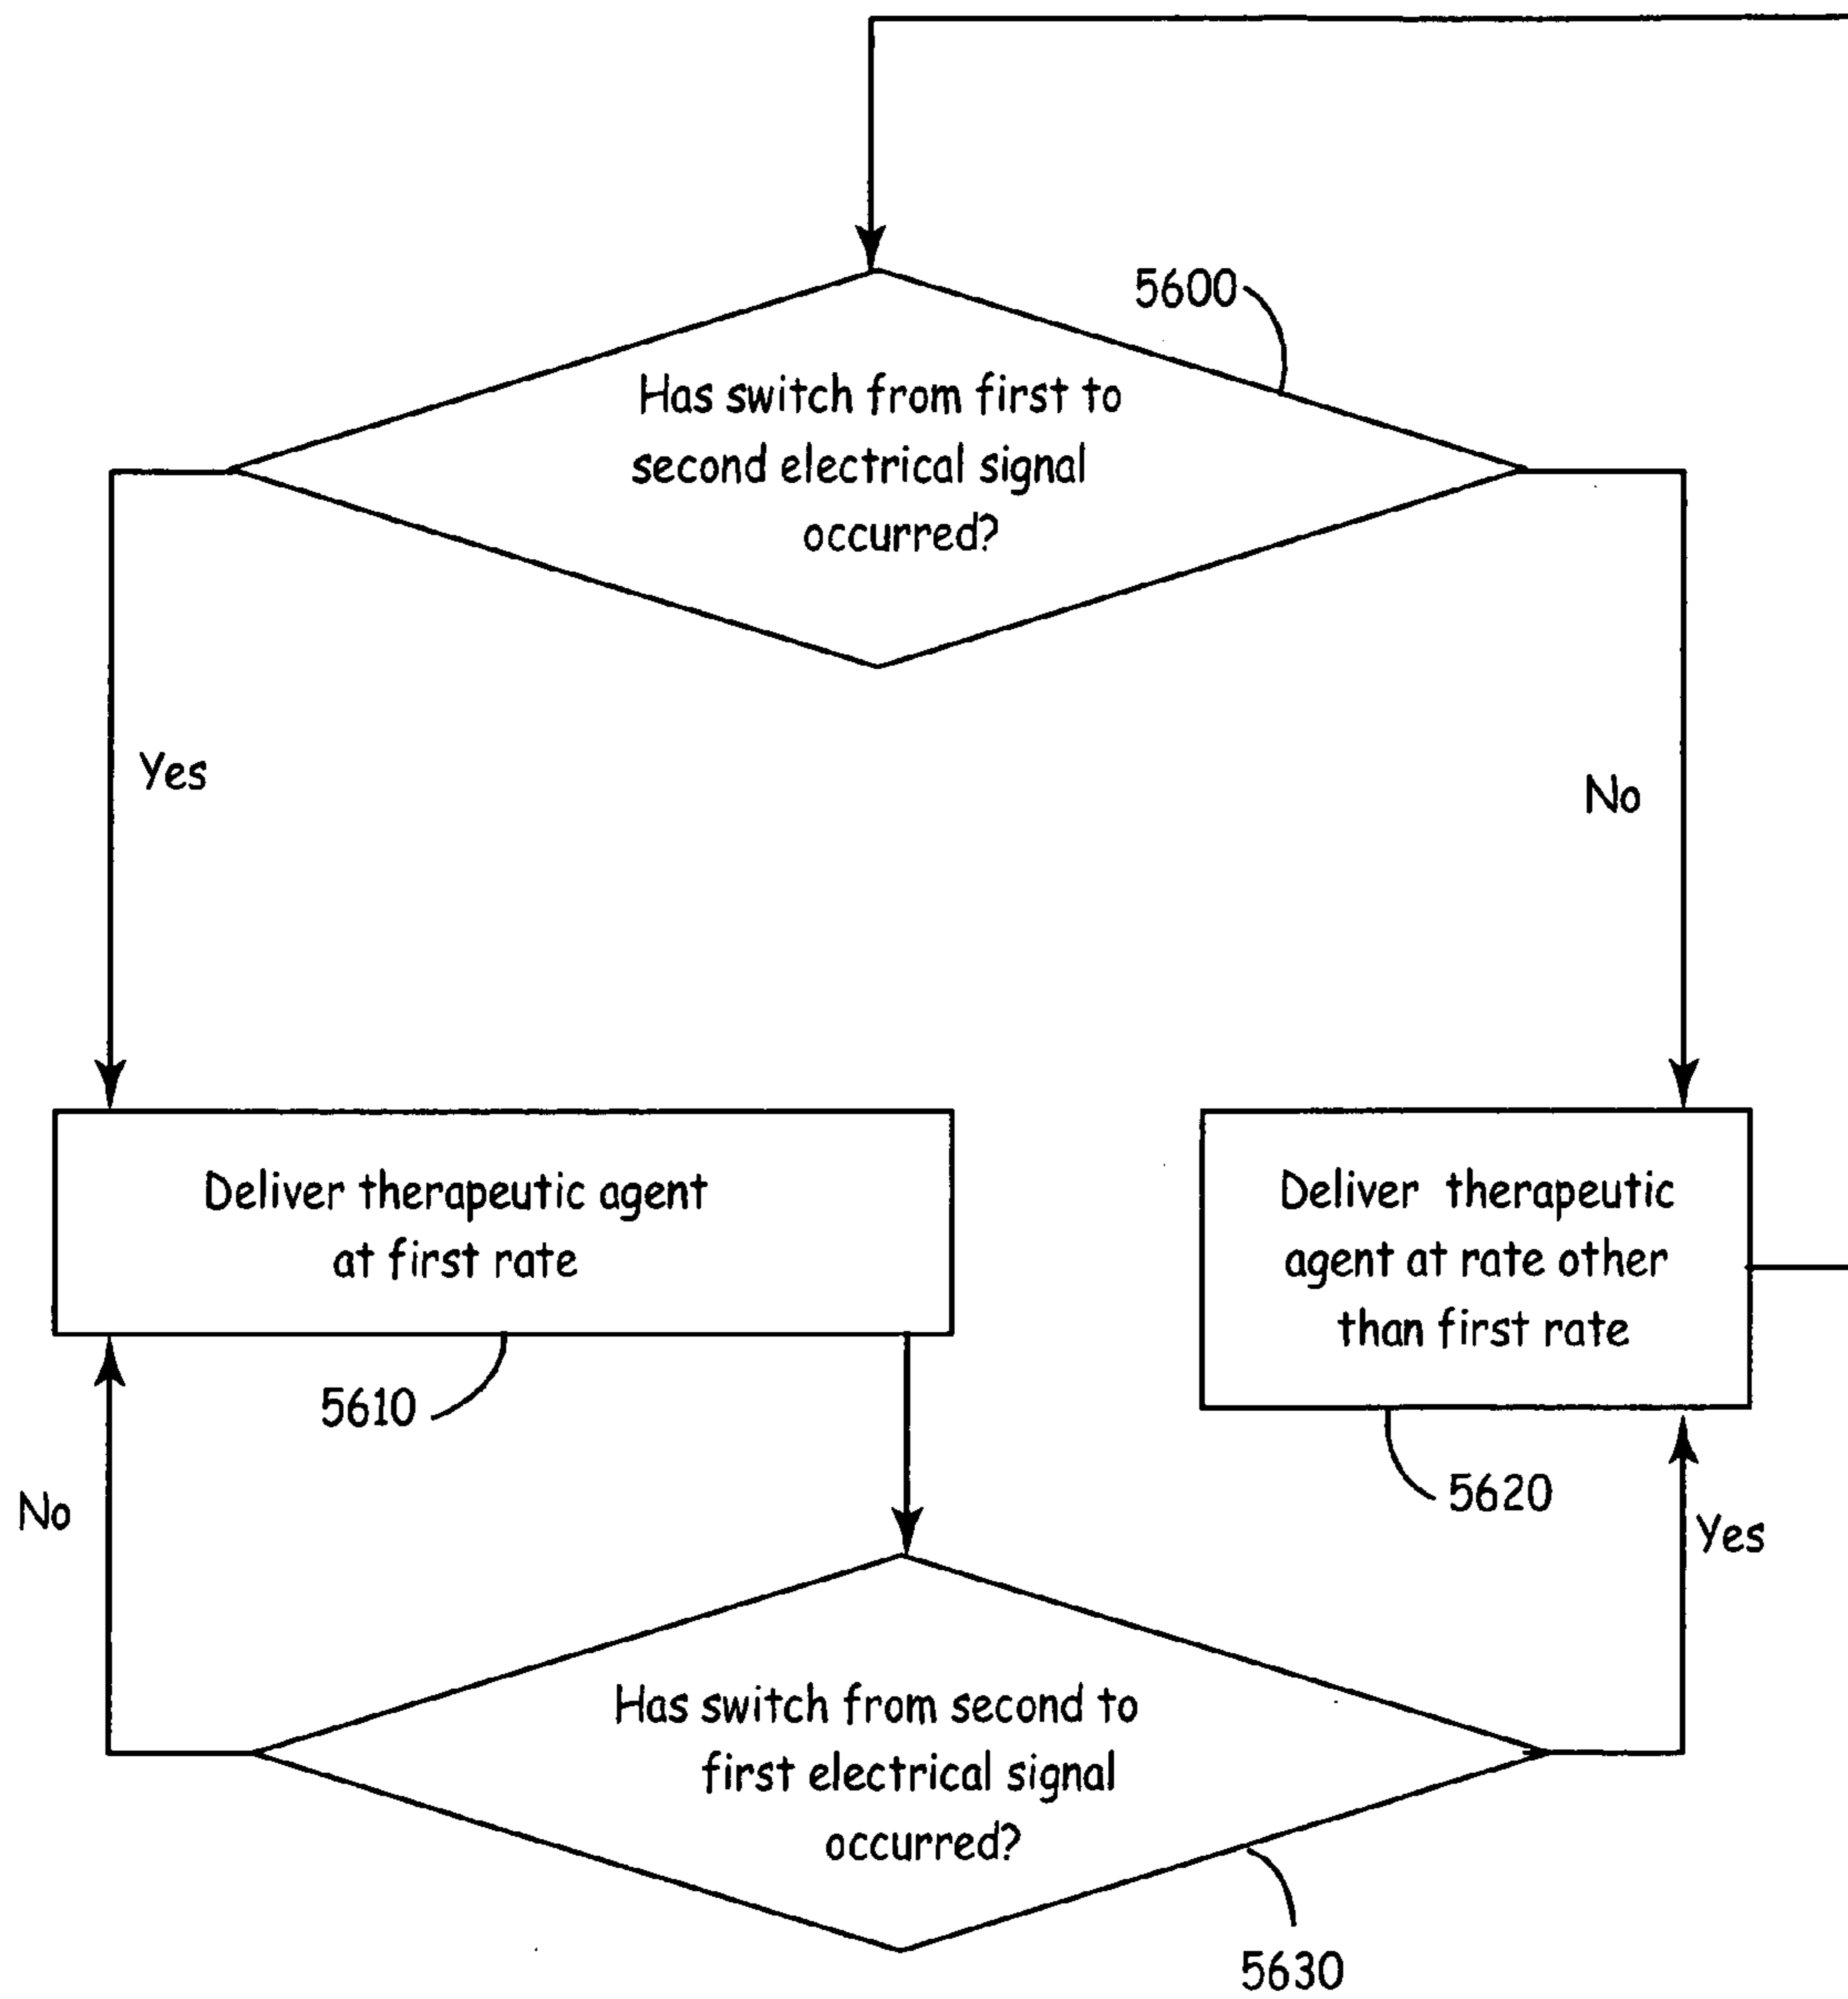 5600
Has switch from first to
second electrical signal
occurred?
Yes
No
Deliver therapeutic agent
at first rate
Deliver therapeutic
agent at rate other
than first rate
5610
5620
No
Yes
Has switch from second to
first electrical signal
occurred?
5630